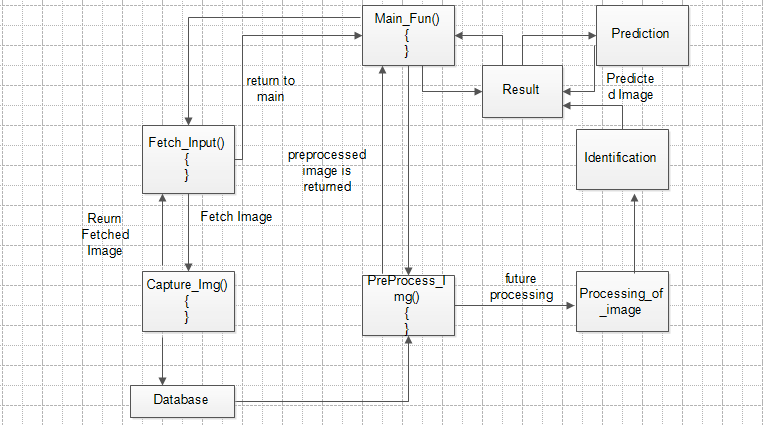 Main_Fun()
{
}
Prediction
Result
return to
main
Predicte
d Image
Fetch_Input()
{
}
preprocessed
image is
returned
Identification
Reurn
Fetched
Image
Fetch Image
Capture_Img()
{
}
PreProcess_I
mg()
{
}
future
processing
Processing_of
_image
Database